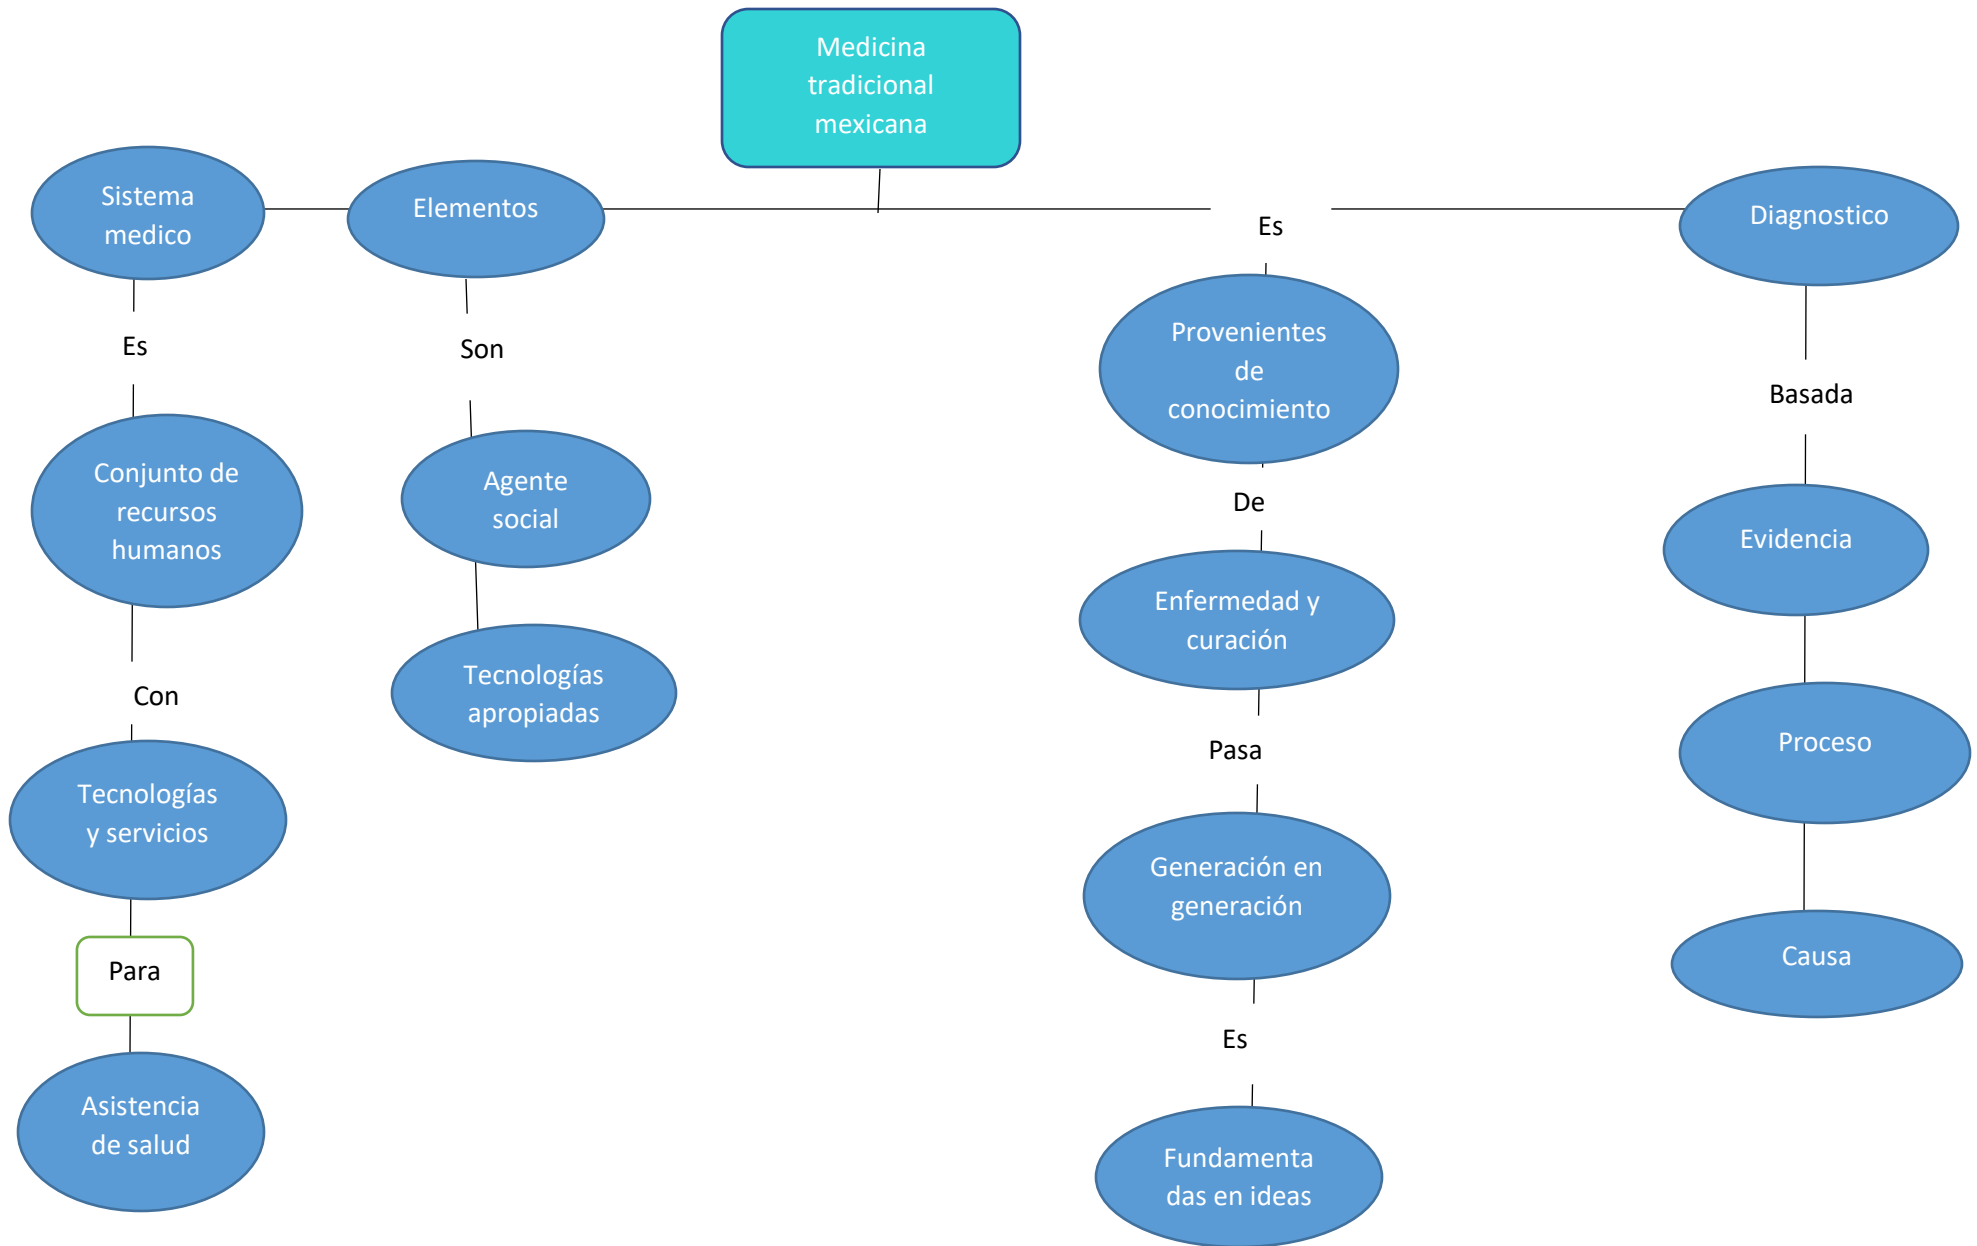 Medicina
tradicional
mexicana
Sistema
medico
Es
Conjunto de
recursos
humanos
Con
Tecnologías
y servicios
Para
Asistencia
de salud
Elementos
Son
Agente
social
Tecnologías
apropiadas
Es
Provenientes
de
conocimiento
De
Enfermedad y
curación
Pasa
Generación en
generación
Es
Fundamenta
das en ideas
Diagnostico
Basada
Evidencia
Proceso
Causa